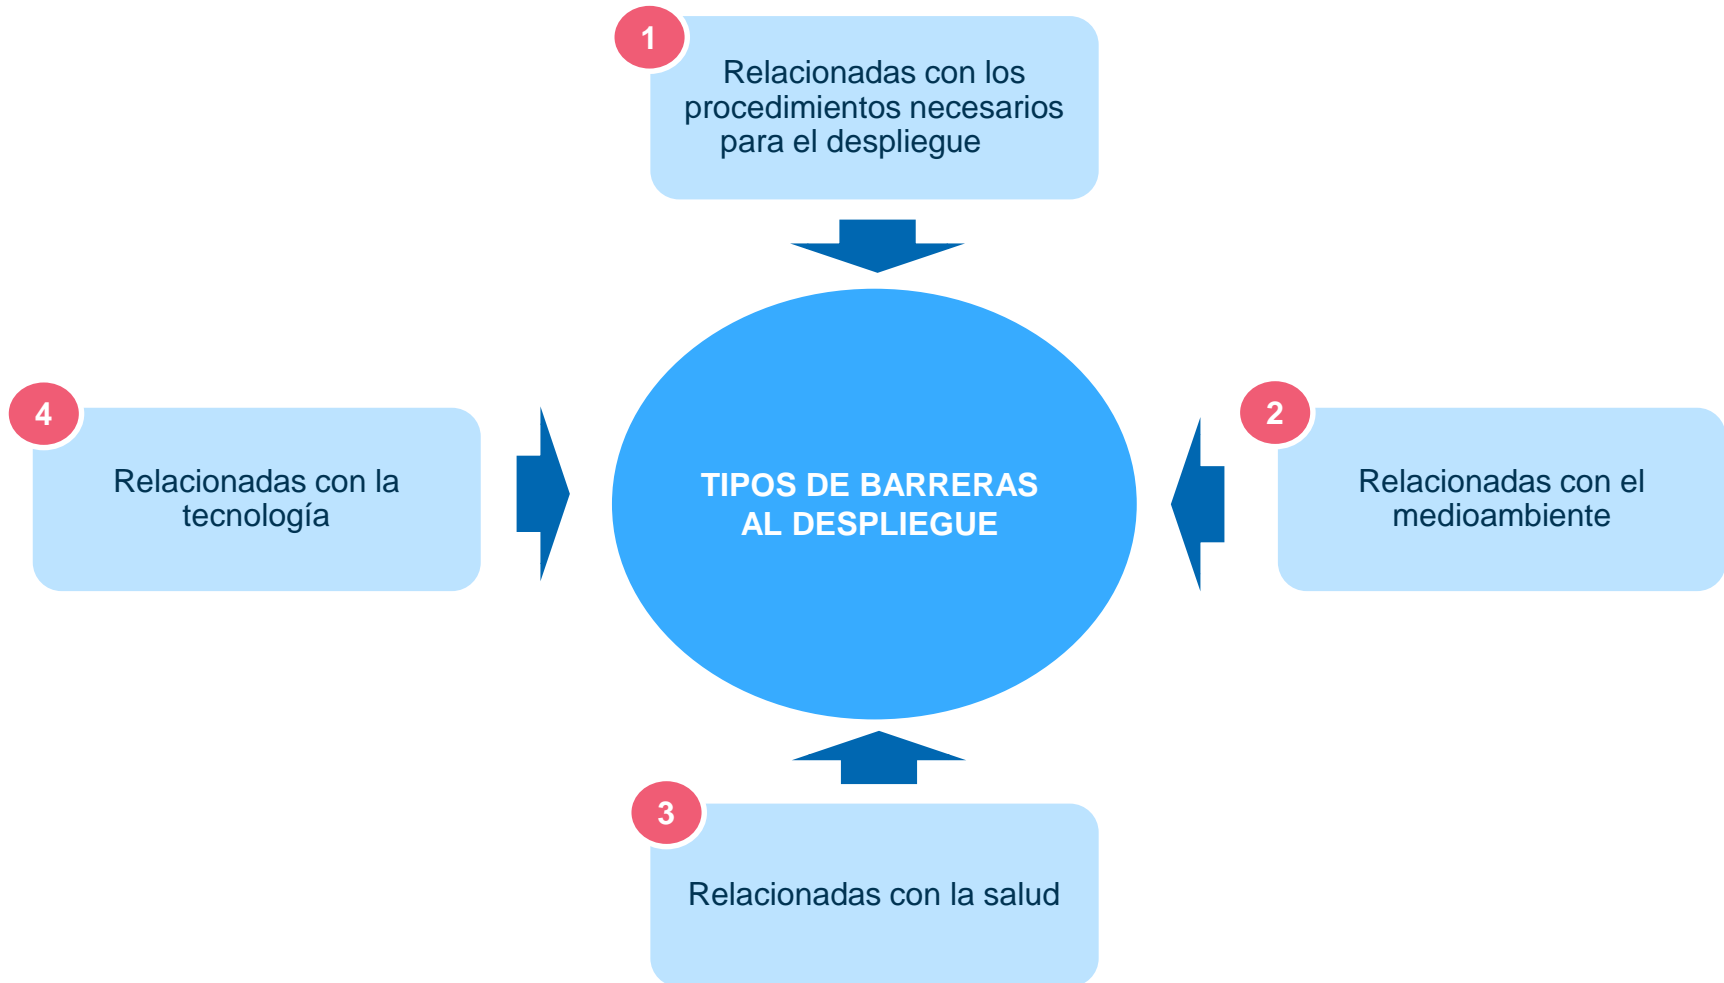 1
Relacionadas con los
procedimientos necesarios
para el despliegue
4
Relacionadas con la
tecnología
TIPOS DE BARRERAS
AL DESPLIEGUE
2
Relacionadas con el
medioambiente
3
Relacionadas con la salud